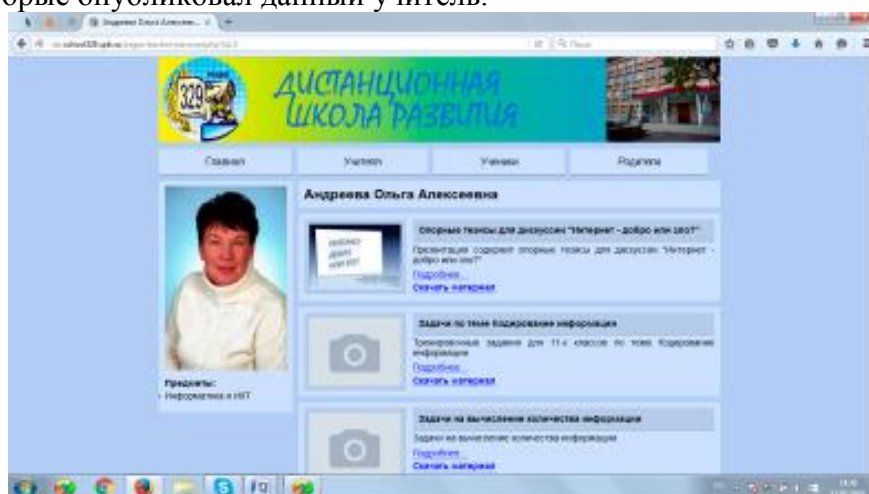 орые опубликовал данный учитель.
Андреева Ольга Алексеевн...
329
ДИСТАНЦИОННАЯ
ШКОЛА РАЗВИТИЯ
Главная
Учителя
Ученики
Родители
Андреева Ольга Алексеевна
Опорные тезисы для дискуссии "Интернет - добро или зло?"
Презентация содержит опорные тезисы для дискуссии "Интернет -
добро или зло?"
Подробнее...
Скачать материал
Задачи по теме Кодирование информации
Тренировочные задания для 11-х классов по теме Кодирование
информации
Подробнее...
Скачать материал
Предметы:
Информатика и ИКТ
Задачи на вычисление количества информации
Задачи на вычисление количества информации
Подробнее...
Скачать материал